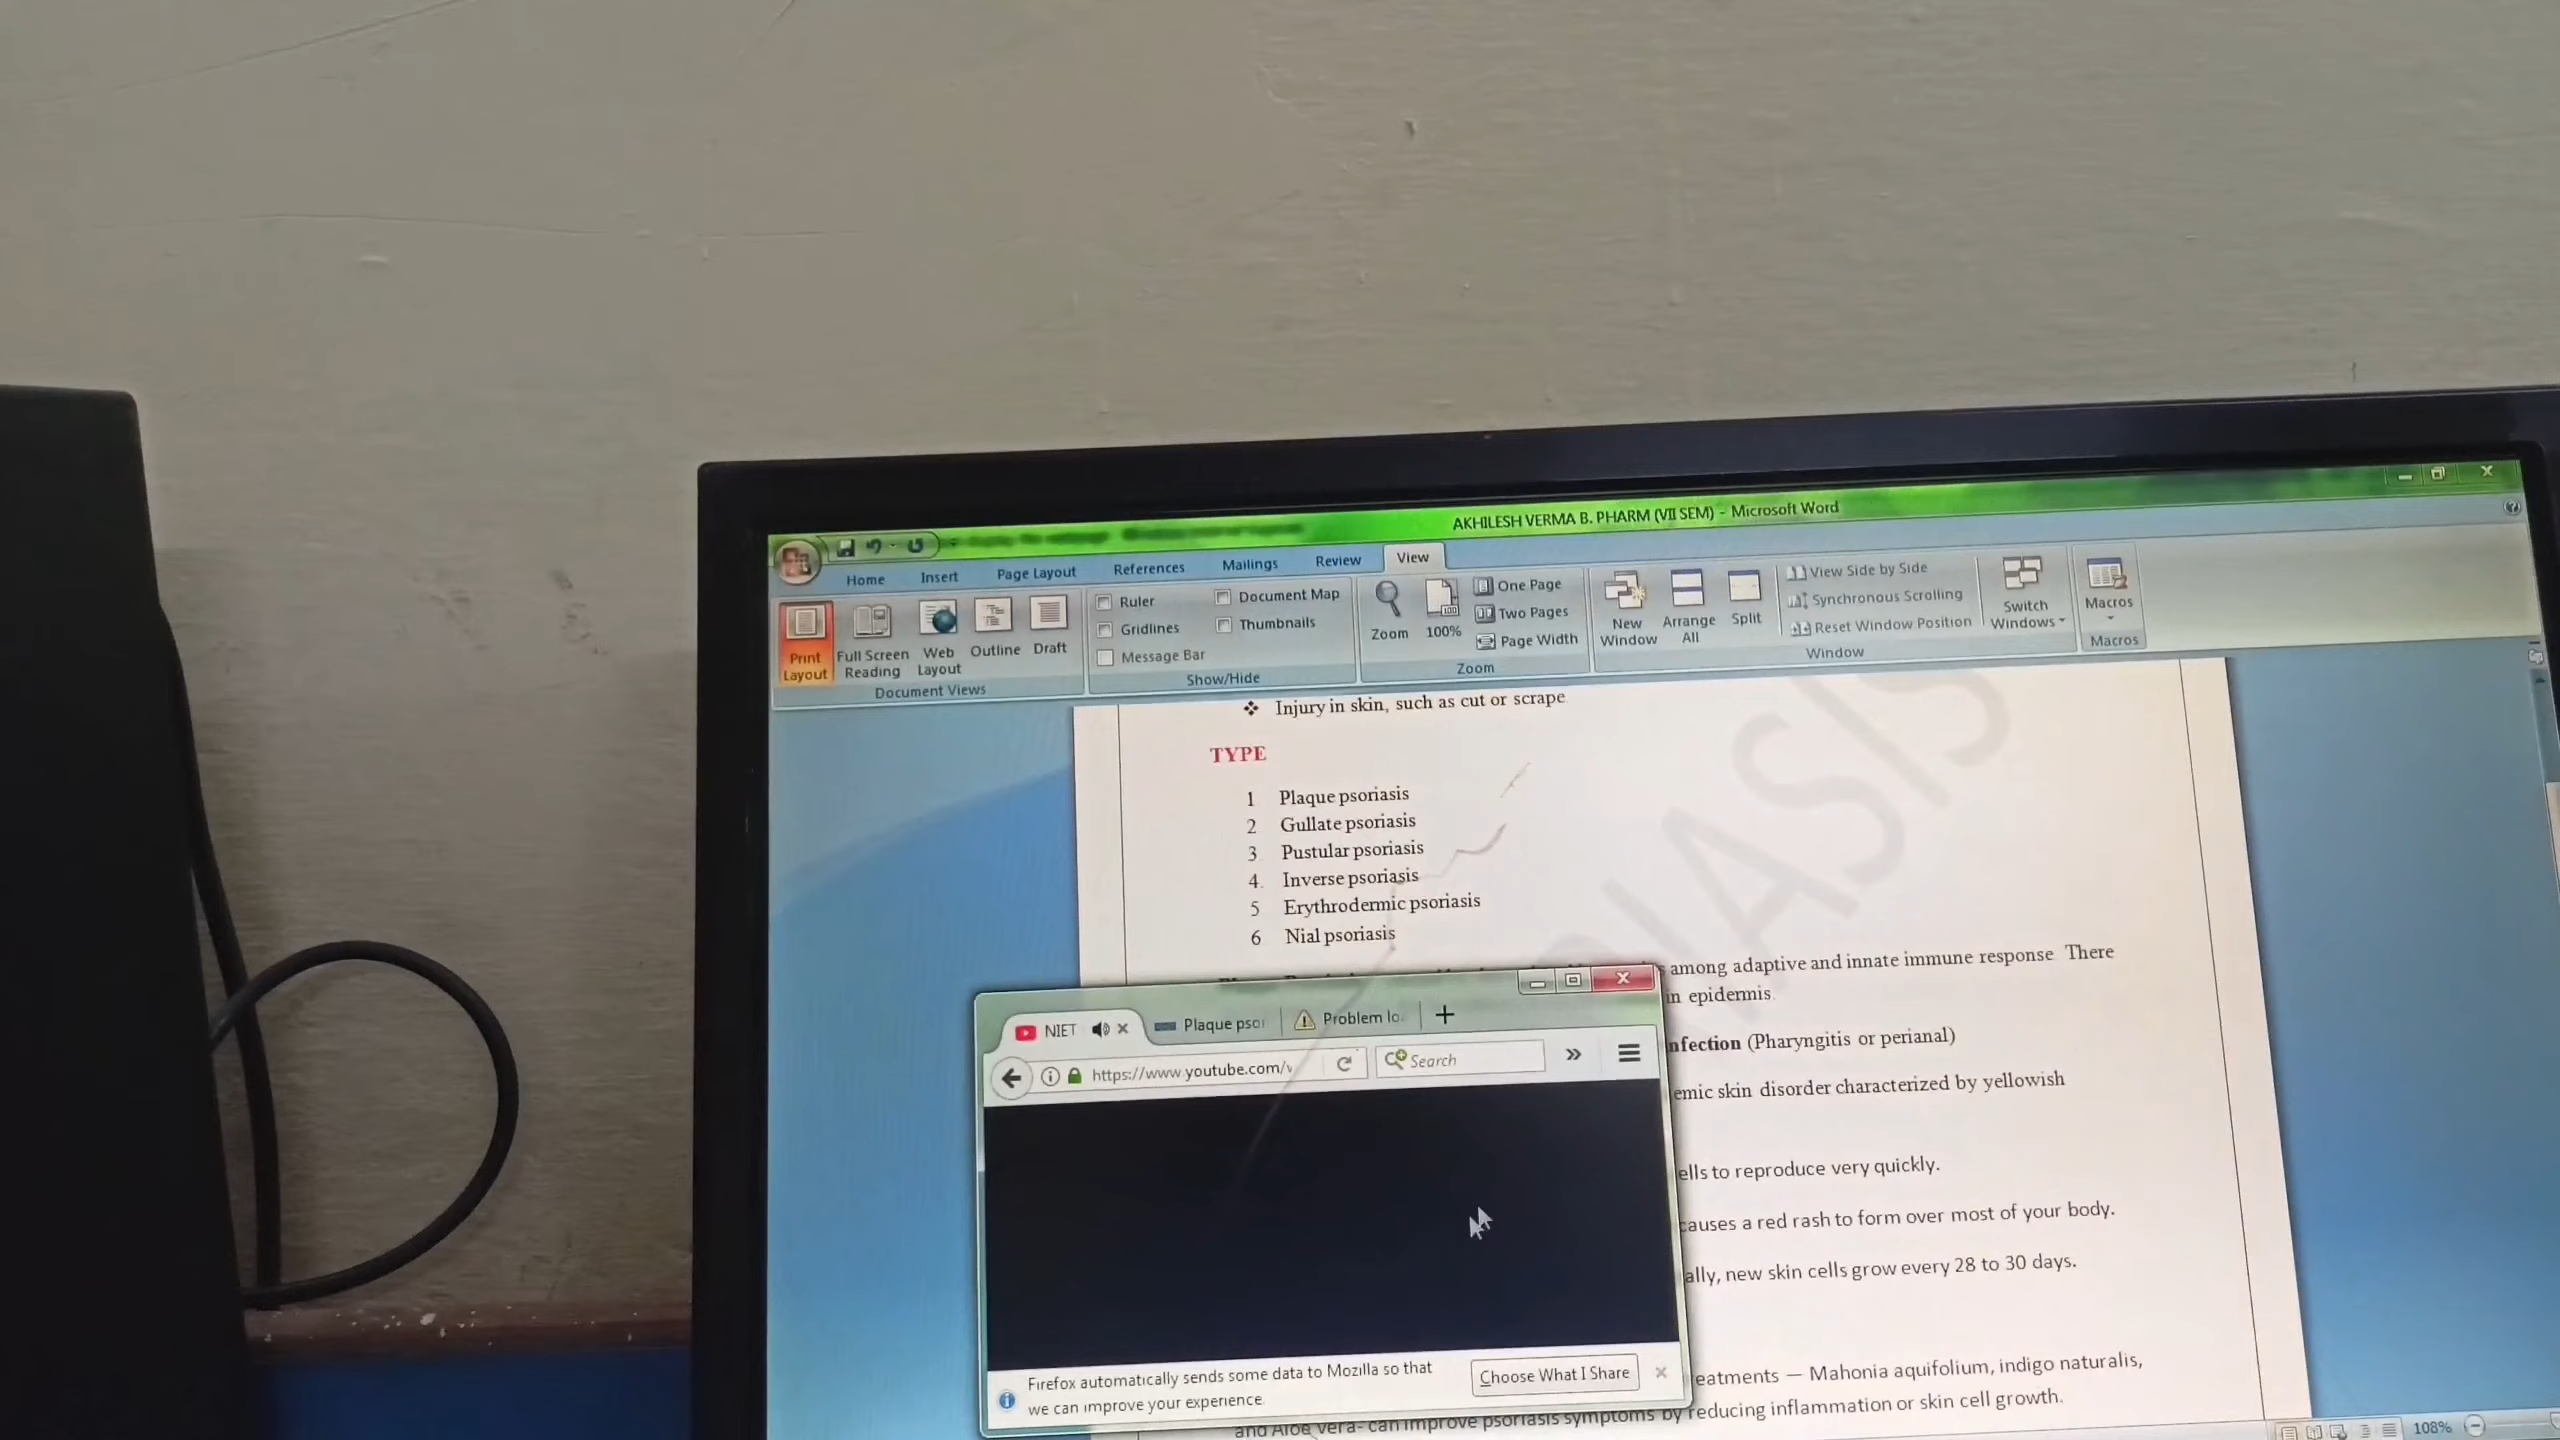 AKHILESH VERMA B. PHARM (VII SEM) - Microsoft Word
Home Insert Page Layout References Mailings Review View
Print Layout
Full Screen Reading
Web Layout
Outline
Draft
Document Views
Ruler
Gridlines
Message Bar
Document Map
Thumbnails
Show/Hide
Zoom
100%
One Page
Two Pages
Page Width
Zoom
New Window
Arrange All
Split
View Side by Side
Synchronous Scrolling
Reset Window Position
Window
Switch Windows
Macros
Macros
Injury in skin, such as cut or scrape
TYPE
1 Plaque psoriasis
2 Gullate psoriasis
3 Pustular psoriasis
4. Inverse psoriasis
5 Erythrodermic psoriasis
6 Nial psoriasis
among adaptive and innate immune response There
in epidermis
nfection (Pharyngitis or perianal)
emic skin disorder characterized by yellowish
ells to reproduce very quickly.
causes a red rash to form over most of your body.
ally, new skin cells grow every 28 to 30 days.
eatments — Mahonia aquifolium, indigo naturalis,
and Aloe vera- can improve psoriasis symptoms by reducing inflammation or skin cell growth.
RIASIS
NIET
Plaque psor
Problem lo
https://www.youtube.com/v
Search
Firefox automatically sends some data to Mozilla so that
we can improve your experience
Choose What I Share
108%